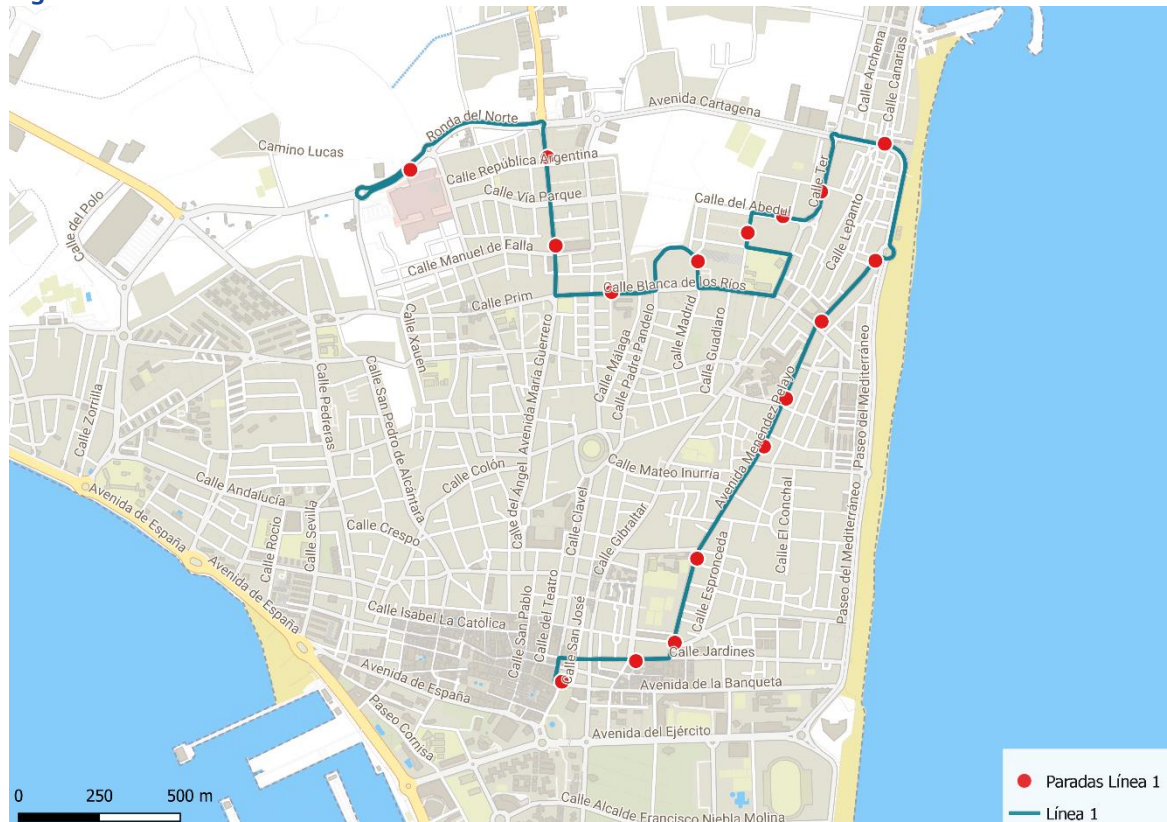 Avenida Cartagena
Calle Archena
Calle Canarias
Ronda del Norte
Camino Lucas
Calle República Argentina
Calle Vía Parque
Calle del Polo
Calle Ter
Calle del Abedul
Calle Lepanto
Calle Manuel de Falla
Calle Blanca de los Rios
Calle Prim
Calle Xauen
Avenida María Guerrero
Calle Málaga
Calle Padre Pandelo
Calle Madrid
Calle Guadiaro
Paseo del Mediterráneo
Calle Zorrilla
Calle Pedreras
Calle San Pedro de Alcántara
Avenida Menéndez Pelayo
Calle Colón
Calle del Angel
Calle Mateo Inurria
Calle Andalucía
Avenida de España
Calle Rocío
Calle Sevilla
Calle Crespo
Calle Clavel
Calle Gibraltar
Calle El Conchal
Paseo del Mediterráneo
Avenida de España
Calle Espronceda
Calle Isabel La Católica
Calle San Pablo
Calle del Teatro
Calle San José
Calle Jardines
Avenida de España
Avenida de la Banqueta
Paseo Cornisa
Avenida del Ejército
Calle Alcalde Francisco Niebla Molina
0 250 500 m
Paradas Línea 1
Línea 1